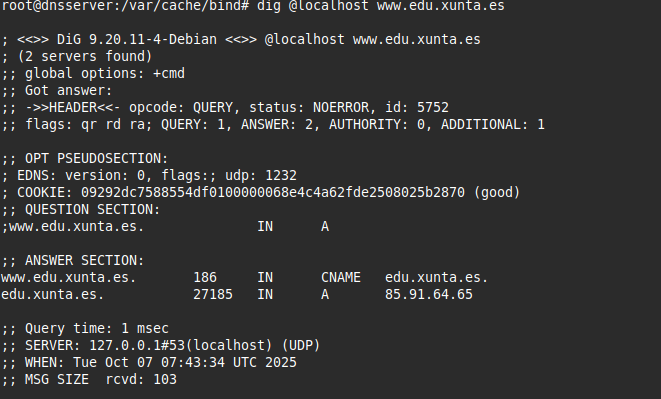 root@dnsserver:/var/cache/bind# dig @localhost www.edu.xunta.es

; <<>> DiG 9.20.11-4-Debian <<>> @localhost www.edu.xunta.es
; (2 servers found)
;; global options: +cmd
;; Got answer:
;; ->>HEADER<<- opcode: QUERY, status: NOERROR, id: 5752
;; flags: qr rd ra; QUERY: 1, ANSWER: 2, AUTHORITY: 0, ADDITIONAL: 1

;; OPT PSEUDOSECTION:
; EDNS: version: 0, flags:; udp: 1232
; COOKIE: 09292dc7588554df0100000068e4c4a62fde2508025b2870 (good)
;; QUESTION SECTION:
;www.edu.xunta.es.		IN	A

;; ANSWER SECTION:
www.edu.xunta.es.	186	IN	CNAME	edu.xunta.es.
edu.xunta.es.		27185	IN	A	85.91.64.65

;; Query time: 1 msec
;; SERVER: 127.0.0.1#53(localhost) (UDP)
;; WHEN: Tue Oct 07 07:43:34 UTC 2025
;; MSG SIZE  rcvd: 103